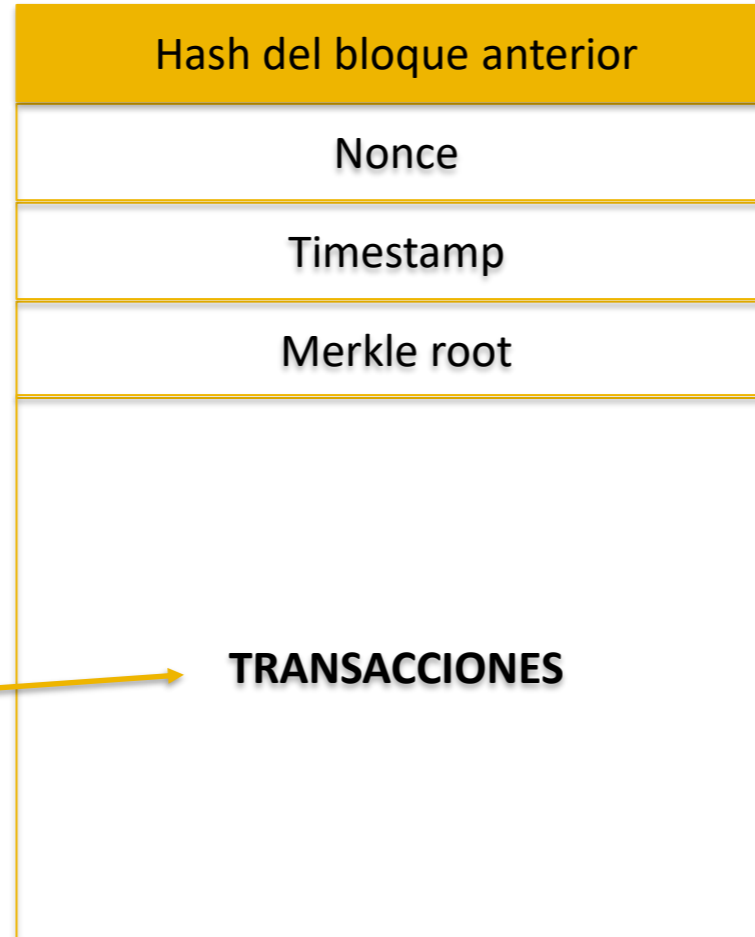 Hash del bloque anterior
Nonce
Timestamp
Merkle root
TRANSACCIONES